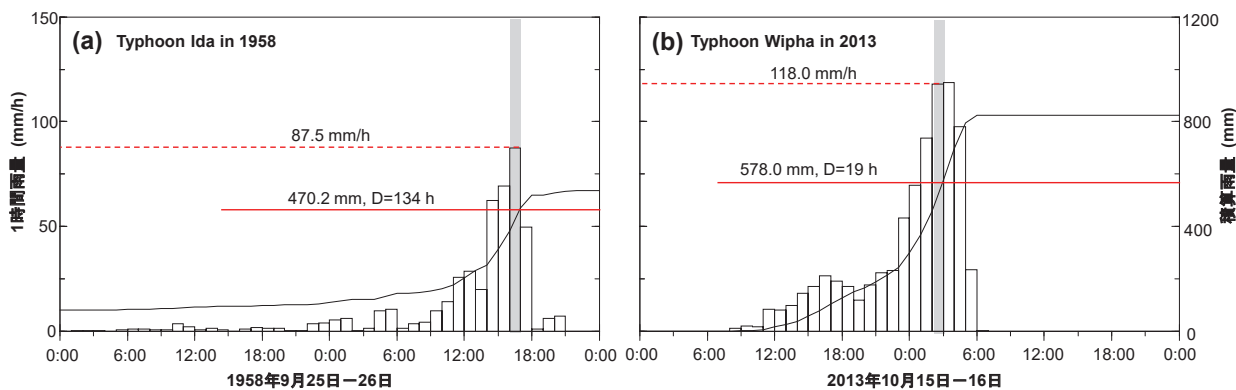 (a) Typhoon Ida in 1958
1時間雨量 (mm/h)
150
100
50
0
87.5 mm/h
470.2 mm, D=134 h
0:00 6:00 12:00 18:00 0:00 6:00 12:00 18:00 0:00
1958年9月25日－26日
(b) Typhoon Wipha in 2013
118.0 mm/h
578.0 mm, D=19 h
1200
800
400
0
積算雨量 (mm)
0:00 6:00 12:00 18:00 0:00 6:00 12:00 18:00 0:00
2013年10月15日－16日